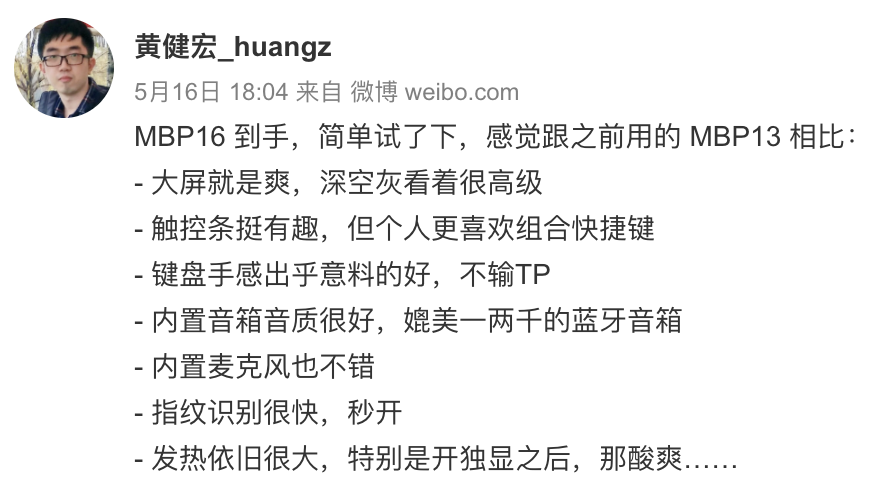 黄健宏_huangz
5月16日 18:04 来自 微博 weibo.com
MBP16 到手，简单试了下，感觉跟之前用的 MBP13 相比：
- 大屏就是爽，深空灰看着很高级
- 触控条挺有趣，但个人更喜欢组合快捷键
- 键盘手感出乎意料的好，不输TP
- 内置音箱音质很好，媲美一两千的蓝牙音箱
- 内置麦克风也不错
- 指纹识别很快，秒开
- 发热依旧很大，特别是开独显之后，那酸爽……